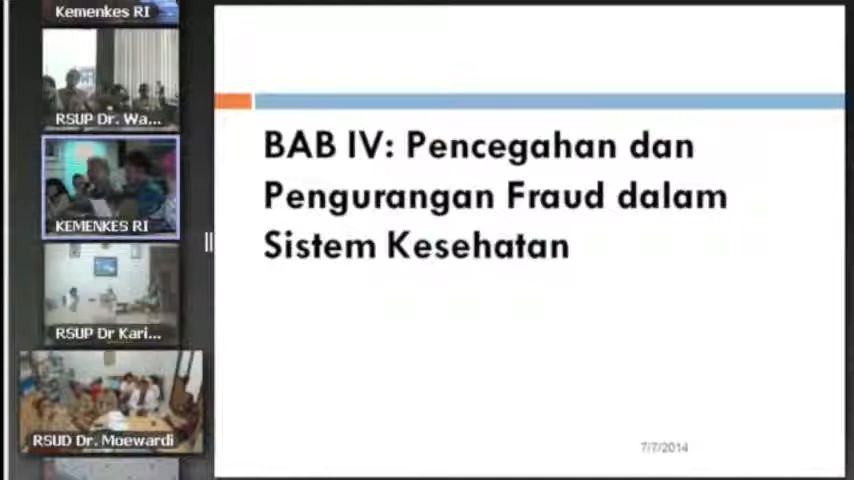 Kemenkes RI
RSUP Dr. Wa...
KEMENKES RI
RSUP Dr Kari...
RSUD Dr. Moewardi
BAB IV: Pencegahan dan
Pengurangan Fraud dalam
Sistem Kesehatan
7/7/2014